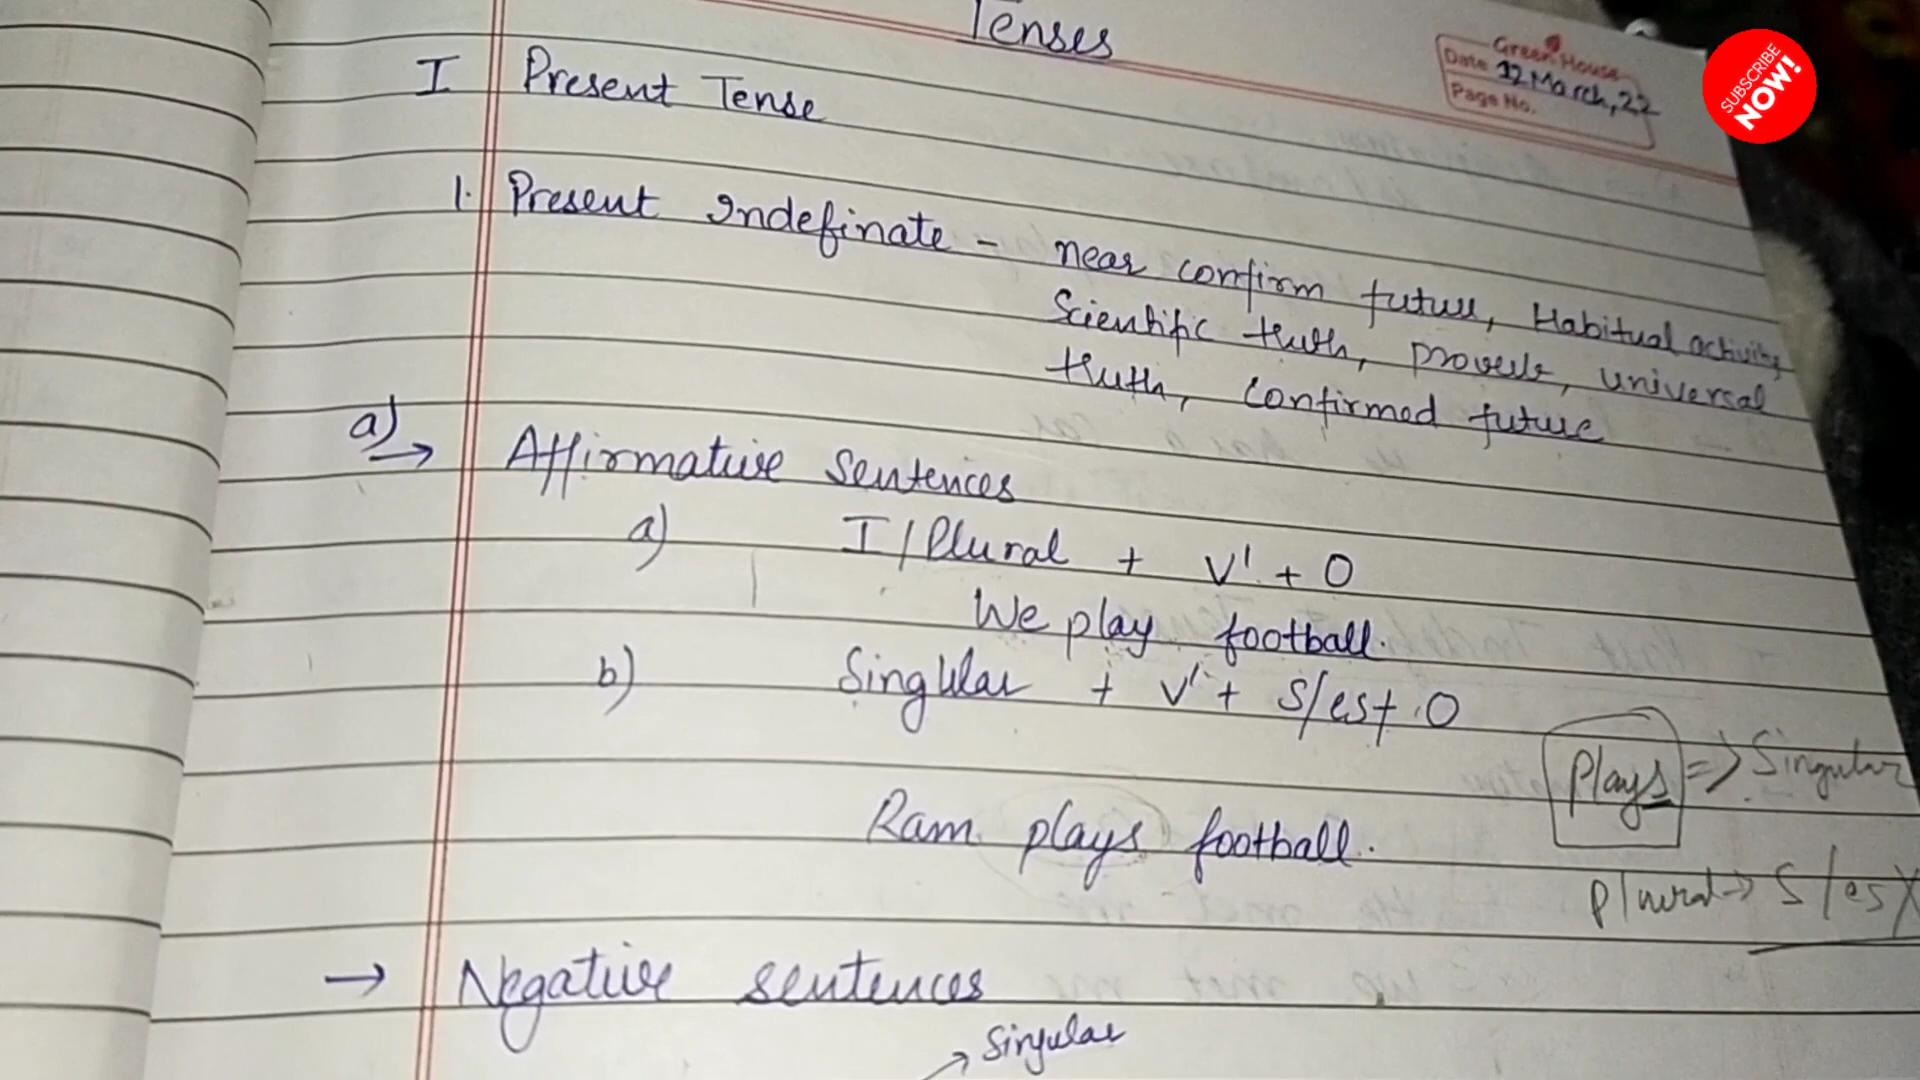 Tenses
Green House
Date 12 March, 22
Page No.
SUBSCRIBE
NOW!
I Present Tense
1. Present Indefinate - near confirm future, Habitual activity,
Scientific truth, proverb, universal
truth, confirmed future
a) → Affirmative sentences
a) I/Plural + V' + O
We play football.
b) Singular + V' + s/es + O
Plays => Singular
Ram plays football.
Plural → s/es X
→ Negative sentences
Singular